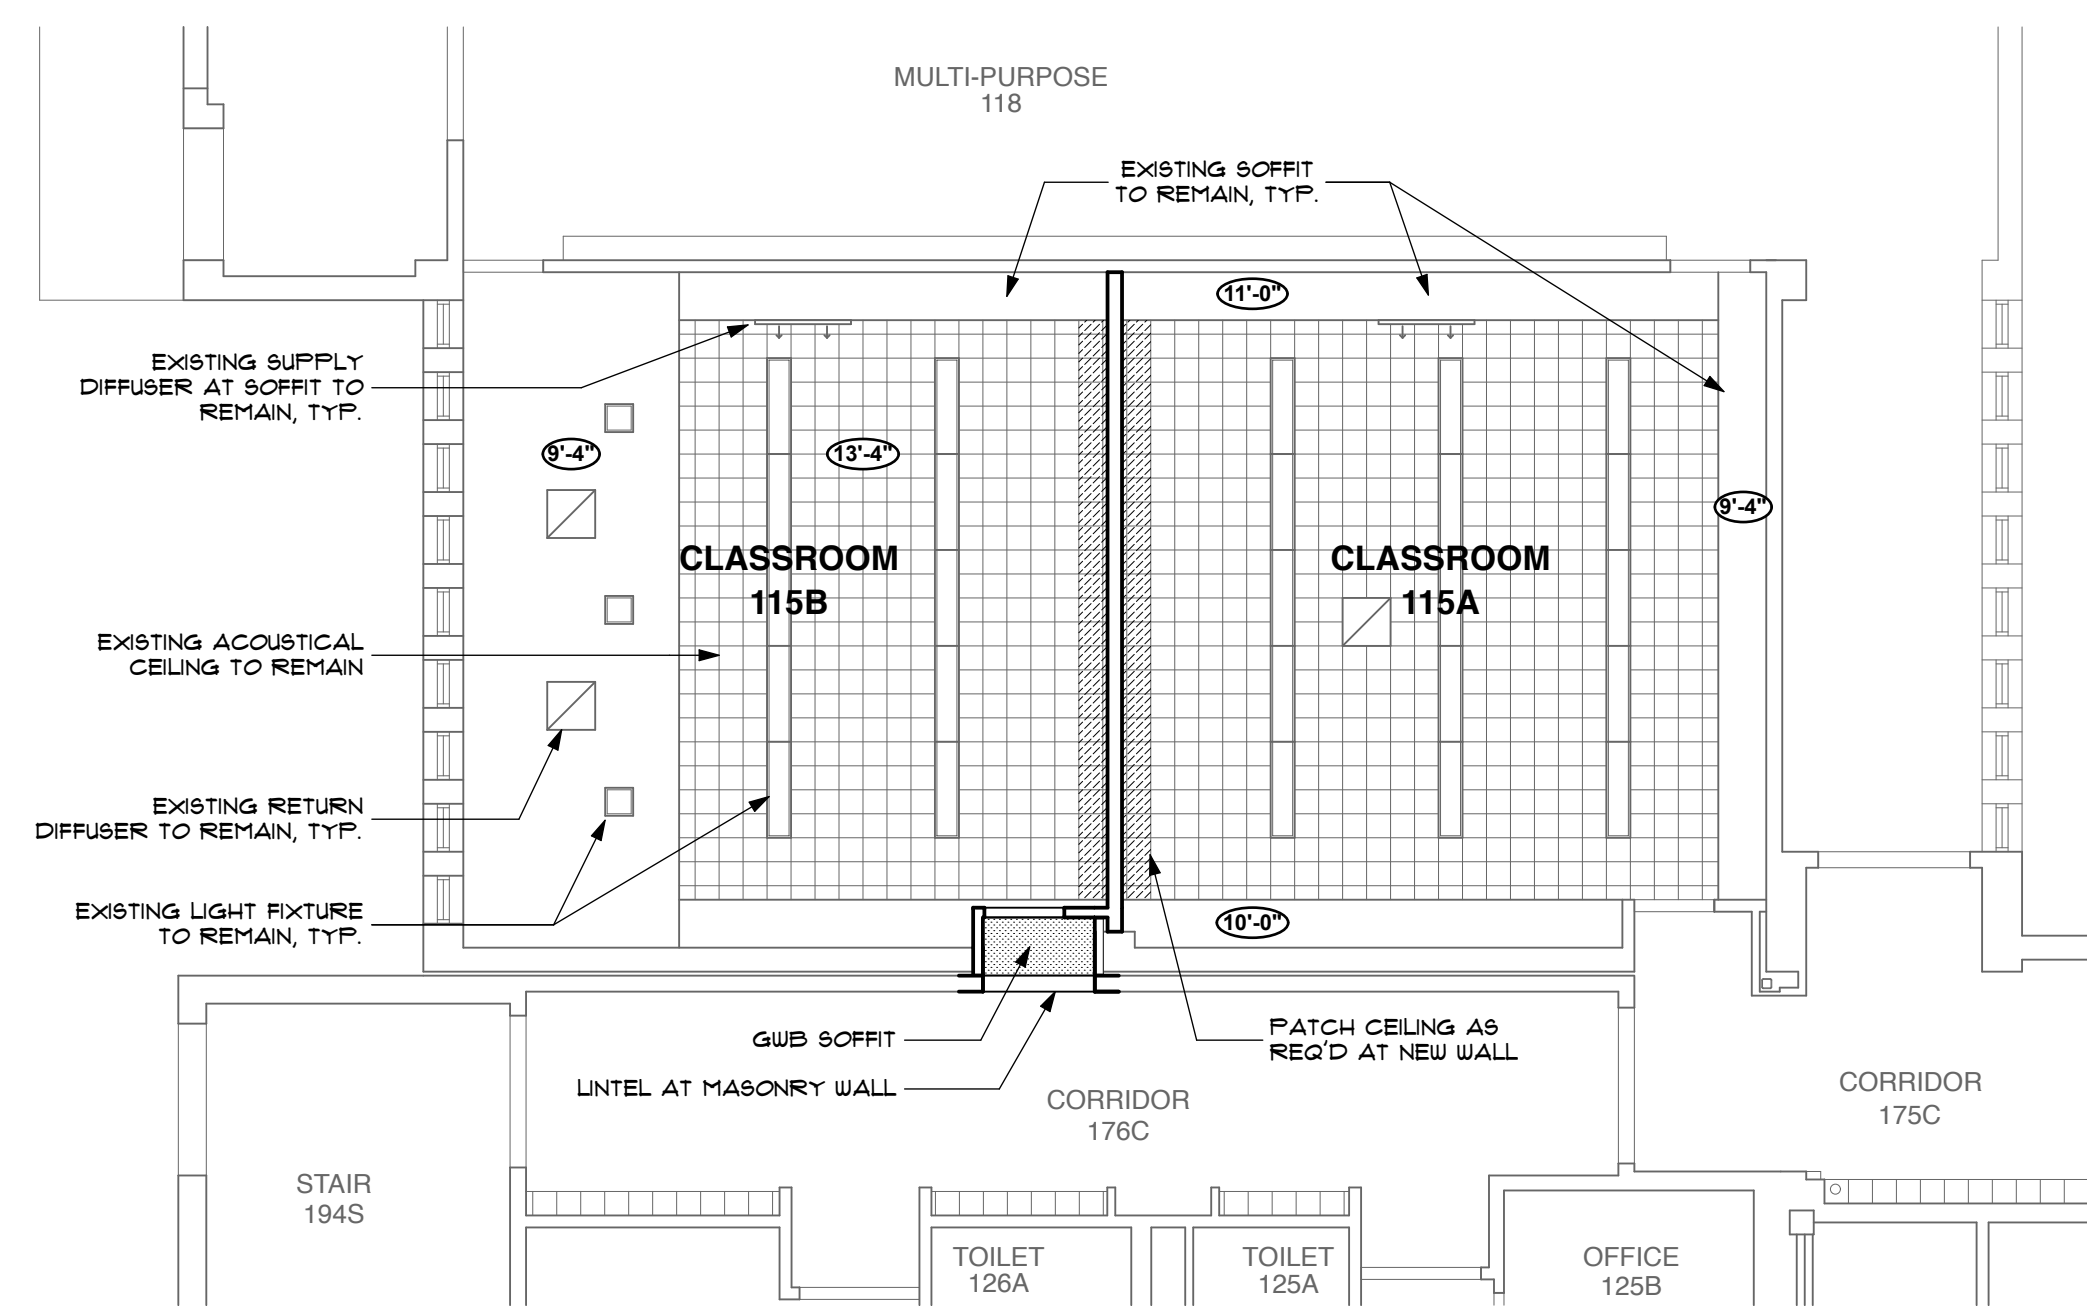 MULTI-PURPOSE
118
EXISTING SOFFIT
TO REMAIN, TYP.
11'-0"
EXISTING SUPPLY
DIFFUSER AT SOFFIT TO
REMAIN, TYP.
9'-4"
13'-4"
9'-4"
CLASSROOM
115B
CLASSROOM
115A
EXISTING ACOUSTICAL
CEILING TO REMAIN
EXISTING RETURN
DIFFUSER TO REMAIN, TYP.
EXISTING LIGHT FIXTURE
TO REMAIN, TYP.
10'-0"
GWB SOFFIT
PATCH CEILING AS
REQ'D AT NEW WALL
LINTEL AT MASONRY WALL
CORRIDOR
176C
CORRIDOR
175C
STAIR
194S
TOILET
126A
TOILET
125A
OFFICE
125B